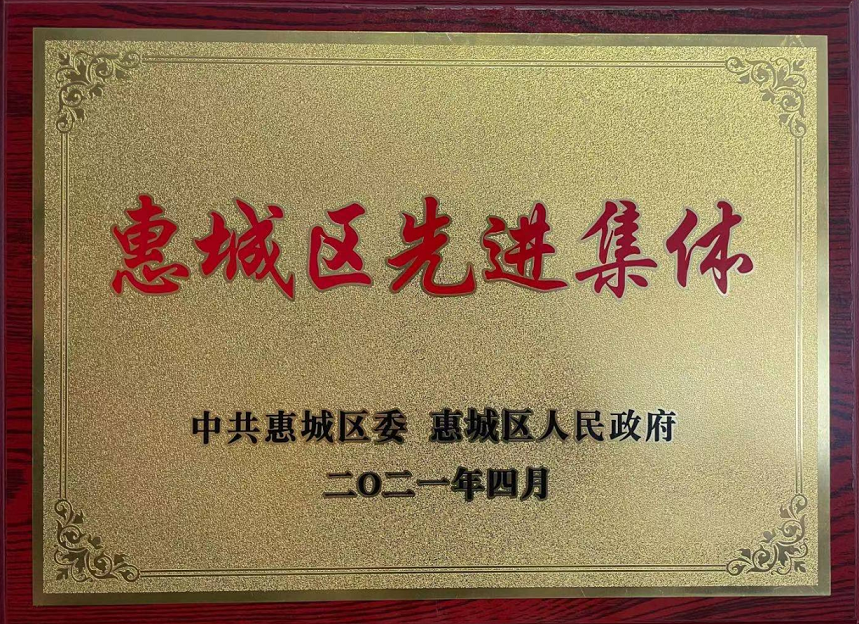 惠城区先进集体
中共惠城区委 惠城区人民政府
二〇二一年四月